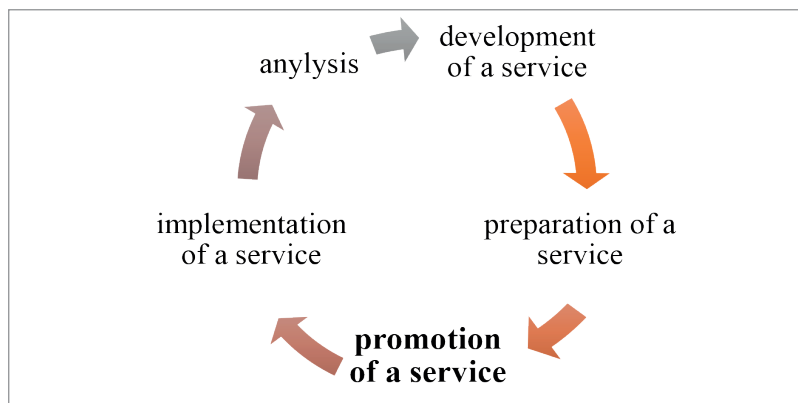 anylysis
development
of a service
preparation of a
service
promotion
of a service
implementation
of a service